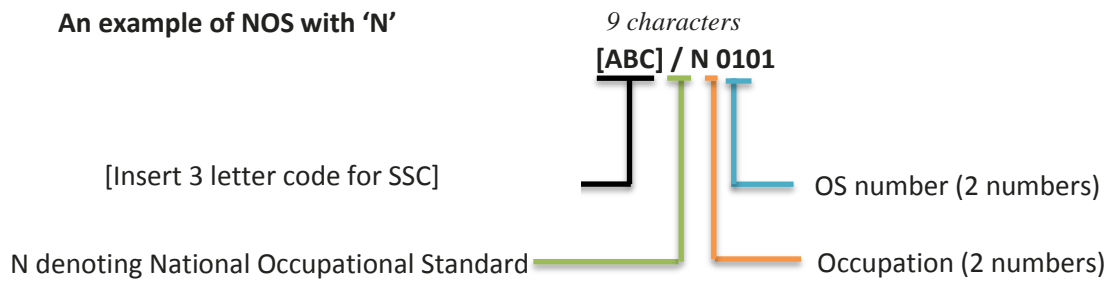 An example of NOS with ‘N’
9 characters
[ABC] / N 0101
[Insert 3 letter code for SSC]
OS number (2 numbers)
N denoting National Occupational Standard
Occupation (2 numbers)